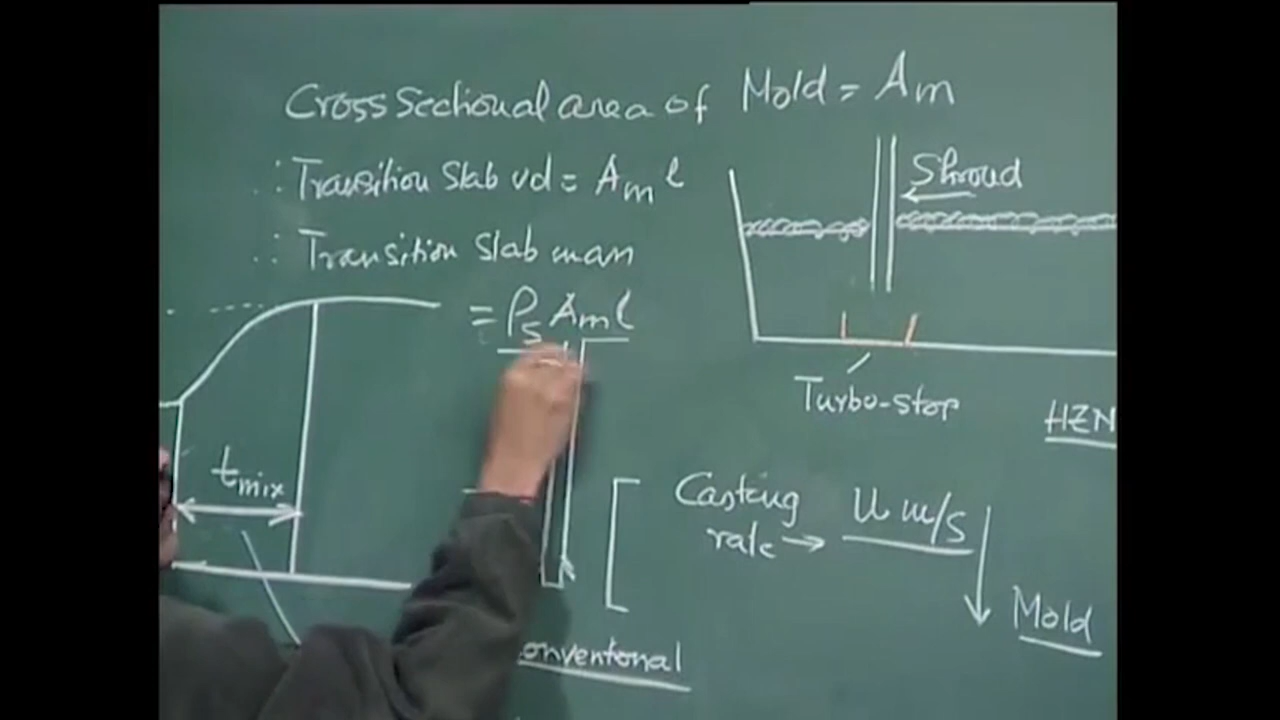 Cross Sectional area of Mold = Am
∴ Transition Slab vol = Am l
∴ Transition Slab mass
= ρs Am l
Shroud
Turbo-stop
HZN
tmix
Casting
rate → U m/s
Mold
onventonal